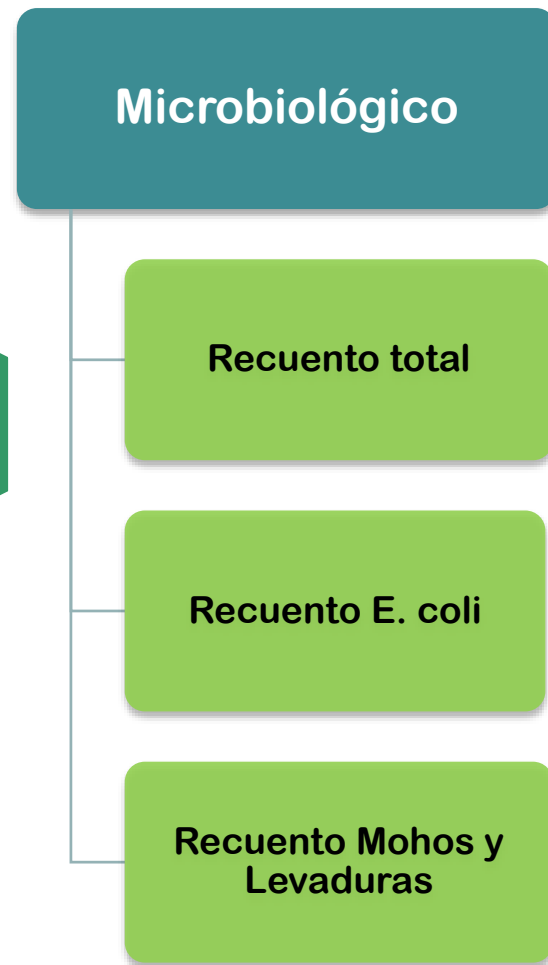 Microbiológico
Recuento total
Recuento E. coli
Recuento Mohos y
Levaduras